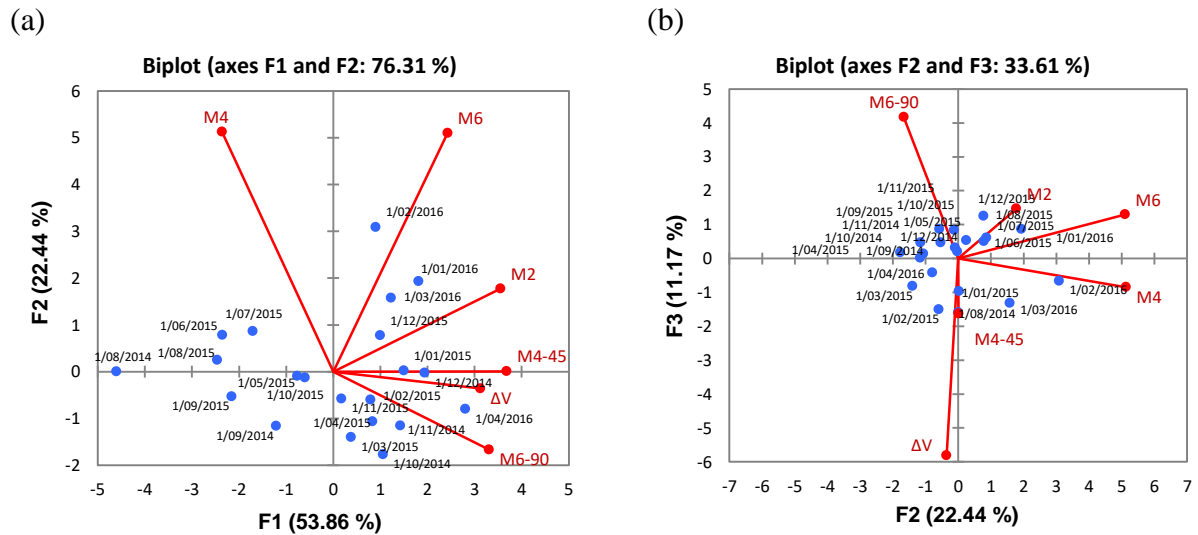 (a)
Biplot (axes F1 and F2: 76.31 %)
F2 (22.44 %)
6
5
4
3
2
1
0
-1
-2
M4
M6
1/02/2016
1/01/2016
M2
1/03/2016
1/07/2015
1/06/2015
1/12/2015
1/08/2014
1/08/2015
1/01/2015
M4-45
1/05/2015
1/12/2014
1/10/2015
1/02/2015
ΔV
1/09/2015
1/11/2015
1/04/2016
1/09/2014
1/04/2015
1/11/2014
1/03/2015
M6-90
1/10/2014
-5 -4 -3 -2 -1 0 1 2 3 4 5
F1 (53.86 %)
(b)
Biplot (axes F2 and F3: 33.61 %)
F3 (11.17 %)
5
4
3
2
1
0
-1
-2
-3
-4
-5
-6
M6-90
1/11/2015
M2
1/12/2015
M6
1/10/2015
1/09/2015
1/08/2015
1/11/2014
1/05/2015
1/07/2015
1/10/2014
1/12/2014
1/06/2015
1/01/2016
1/04/2015
1/09/2014
1/04/2016
1/03/2015
1/01/2015
1/02/2016
M4
1/02/2015
1/08/2014
1/03/2016
M4-45
ΔV
-7 -6 -5 -4 -3 -2 -1 0 1 2 3 4 5 6 7
F2 (22.44 %)